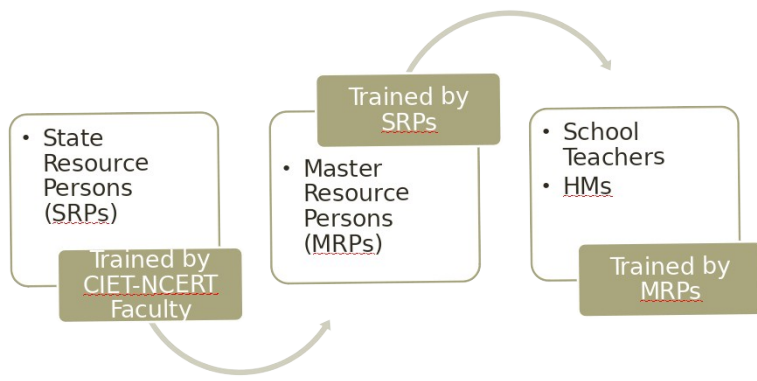 • State
Resource
Persons
(SRPs)
Trained by
CIET-NCERT
Faculty
Trained by
SRPs
• Master
Resource
Persons
(MRPs)
• School
Teachers
• HMs
Trained by
MRPs